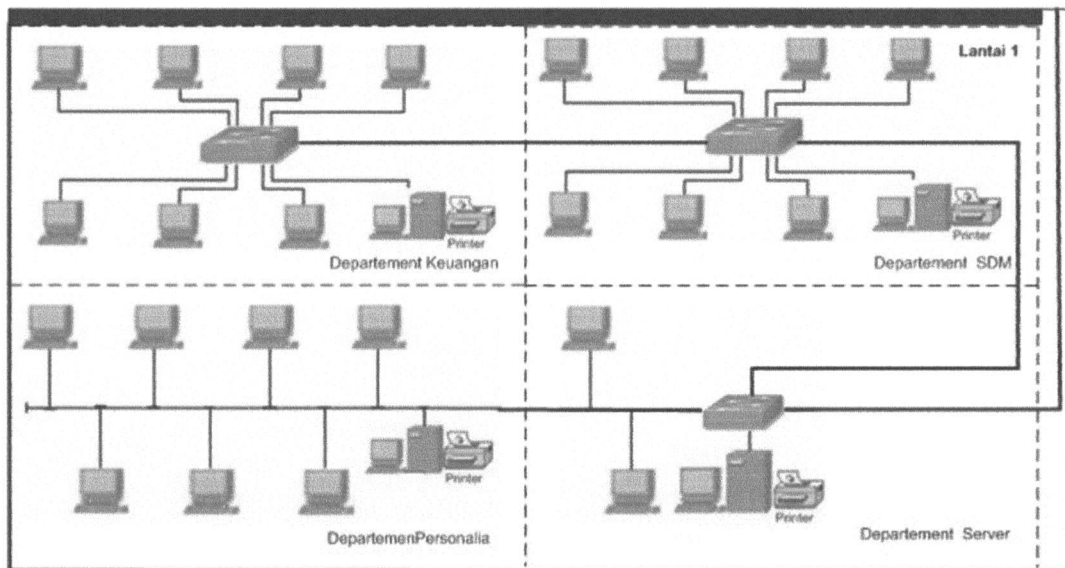 Lantai 1
Printer
Departement Keuangan
Printer
Departement SDM
Printer
DepartemenPersonalia
Printer
Departement Server